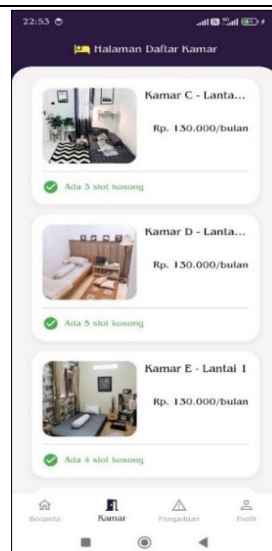 22:53
Halaman Daftar Kamar
Kamar C - Lanta...
Rp. 130.000/bulan
Ada 3 slot kosong
Kamar D - Lanta...
Rp. 130.000/bulan
Ada 5 slot kosong
Kamar E - Lantai 1
Rp. 130.000/bulan
Ada 4 slot kosong
Beranda Kamar Pengaduan Profil